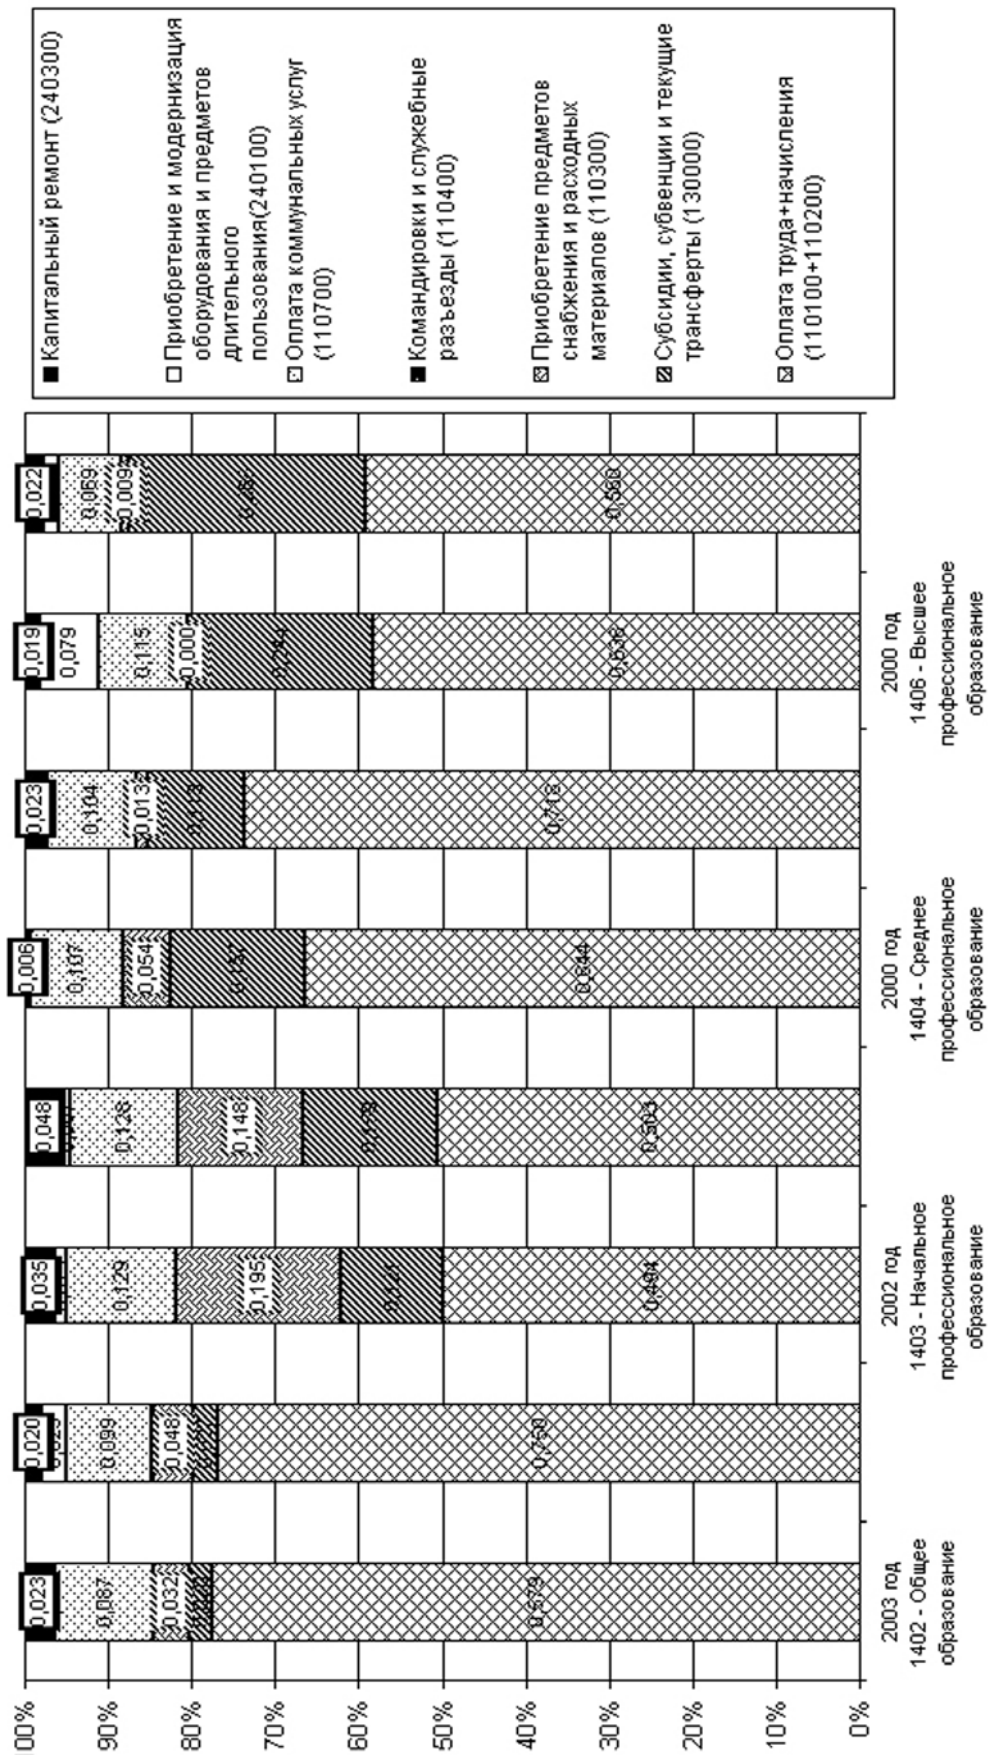 ■ Капитальный ремонт (240300)
□ Приобретение и модернизация
оборудования и предметов
длительного
пользования(240100)
Оплата коммунальных услуг
(110700)
Командировки и служебные
разъезды (110400)
Приобретение предметов
снабжения и расходных
материалов (110300)
Субсидии, субвенции и текущие
трансферты (130000)
Оплата труда+начисления
(110100+110200)
90%
80%
70%
60%
50%
40%
30%
20%
10%
0%
0,023
0,087
0,032
0,579
0,020
0,099
0,048
0,750
0,035
0,129
0,195
0,494
0,048
0,128
0,148
0,503
0,006
0,107
0,054
0,157
0,644
0,023
0,104
0,013
0,718
0,019
0,079
0,115
0,000
0,022
0,069
0,009
2003 год
1402 - Общее
образование
2002 год
1403 - Начальное
профессиональное
образование
2000 год
1404 - Среднее
профессиональное
образование
2000 год
1406 - Высшее
профессиональное
образование